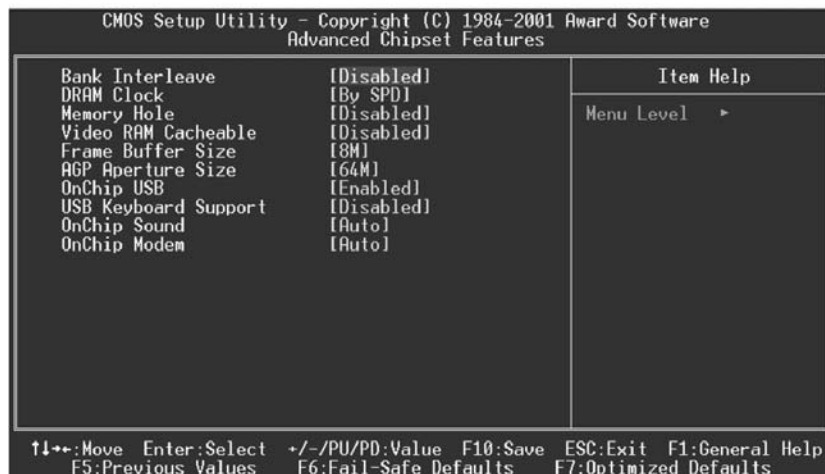 CMOS Setup Utility - Copyright (C) 1984-2001 Award Software
Advanced Chipset Features
Bank Interleave [Disabled]
DRAM Clock [By SPD]
Memory Hole [Disabled]
Video RAM Cacheable [Disabled]
Frame Buffer Size [8M]
AGP Aperture Size [64M]
OnChip USB [Enabled]
USB Keyboard Support [Disabled]
OnChip Sound [Auto]
OnChip Modem [Auto]
Item Help
Menu Level ►
↑↓→←:Move Enter:Select +/-/PU/PD:Value F10:Save ESC:Exit F1:General Help
F5:Previous Values F6:Fail-Safe Defaults F7:Optimized Defaults